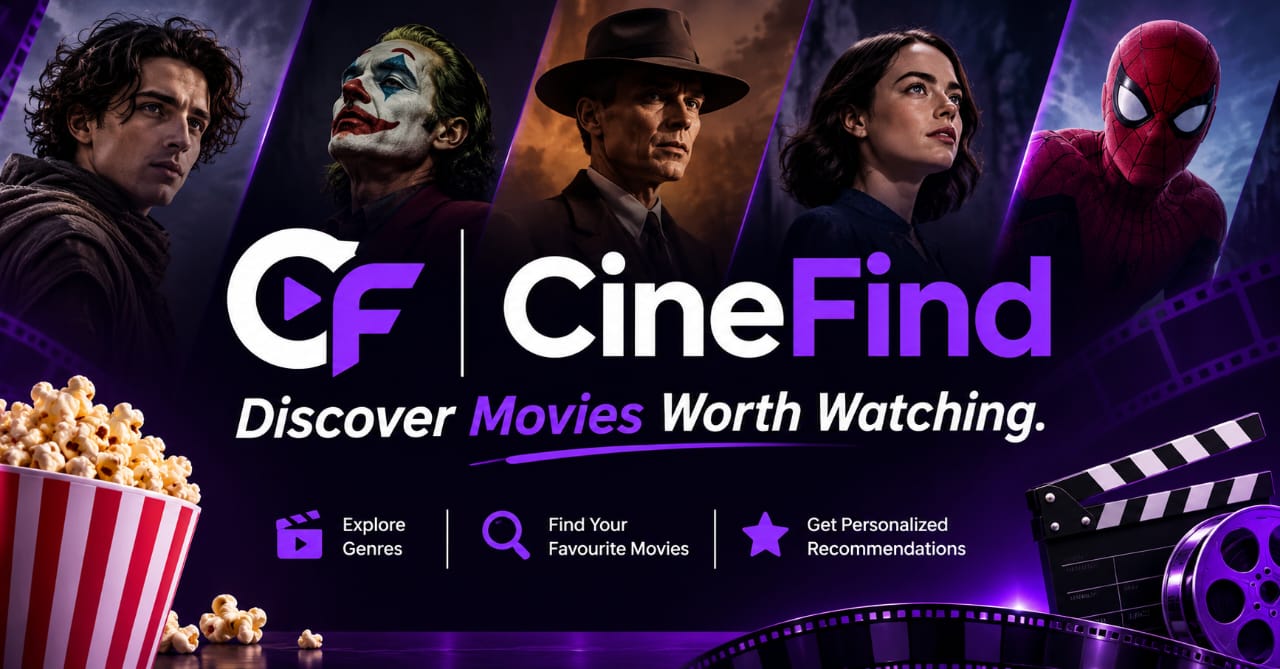 CF
CineFind
Discover Movies Worth Watching.
Explore
Genres
Find Your
Favourite Movies
Get Personalized
Recommendations